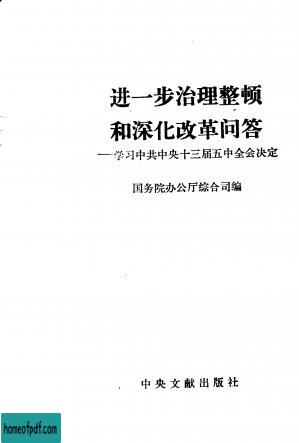 进一步治理整顿
和深化改革问答
——学习中共中央十三届五中全会决定
国务院办公厅综合司编
中央文献出版社
homeofpdf.com